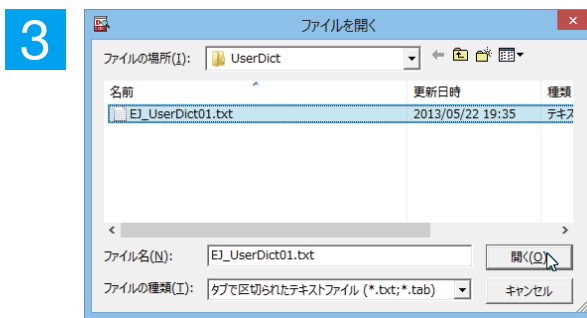 3
ファイルを開く
ファイルの場所(I): UserDict
名前 更新日時 種類
EJ_UserDict01.txt 2013/05/22 19:35 テキス
ファイル名(N): EJ_UserDict01.txt 開く(O)
ファイルの種類(T): タブで区切られたテキストファイル (*.txt;*.tab) キャンセル